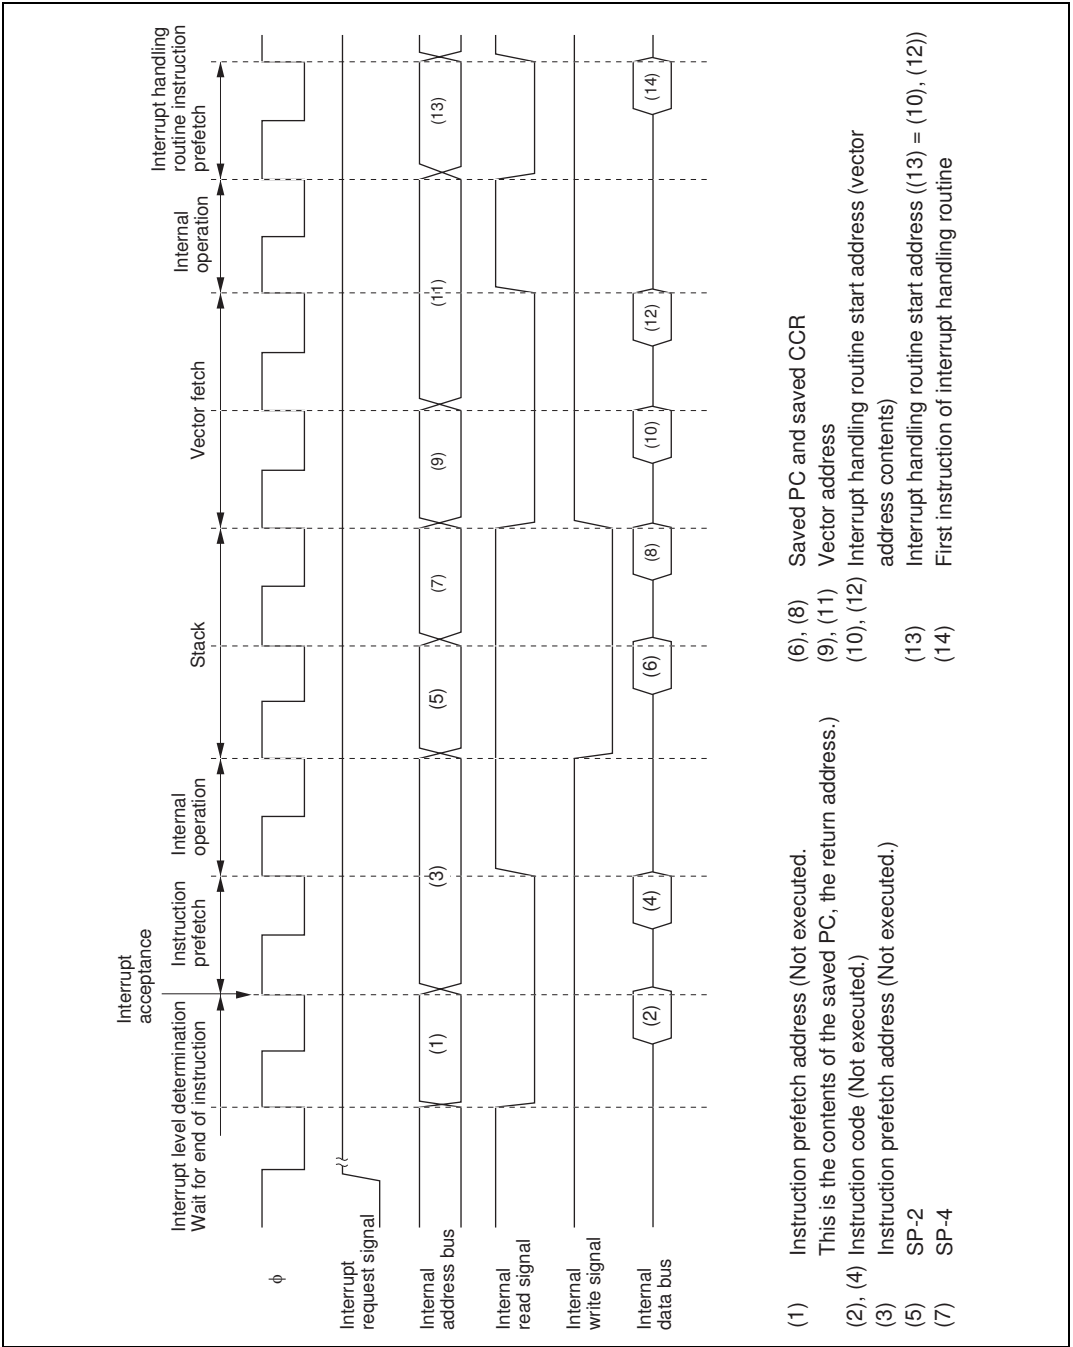 Interrupt
acceptance
Interrupt level determination
Wait for end of instruction
Instruction
prefetch
Internal
operation
Stack
Vector fetch
Internal
operation
Interrupt handling
routine instruction
prefetch
φ
Interrupt
request signal
Internal
address bus
(1)
(3)
(5)
(7)
(9)
(11)
(13)
Internal
read signal
Internal
write signal
Internal
data bus
(2)
(4)
(6)
(8)
(10)
(12)
(14)
(1) Instruction prefetch address (Not executed.
This is the contents of the saved PC, the return address.)
(2), (4) Instruction code (Not executed.)
(3) Instruction prefetch address (Not executed.)
(5) SP-2
(7) SP-4
(6), (8) Saved PC and saved CCR
(9), (11) Vector address
(10), (12) Interrupt handling routine start address (vector
address contents)
(13) Interrupt handling routine start address ((13) = (10), (12))
(14) First instruction of interrupt handling routine